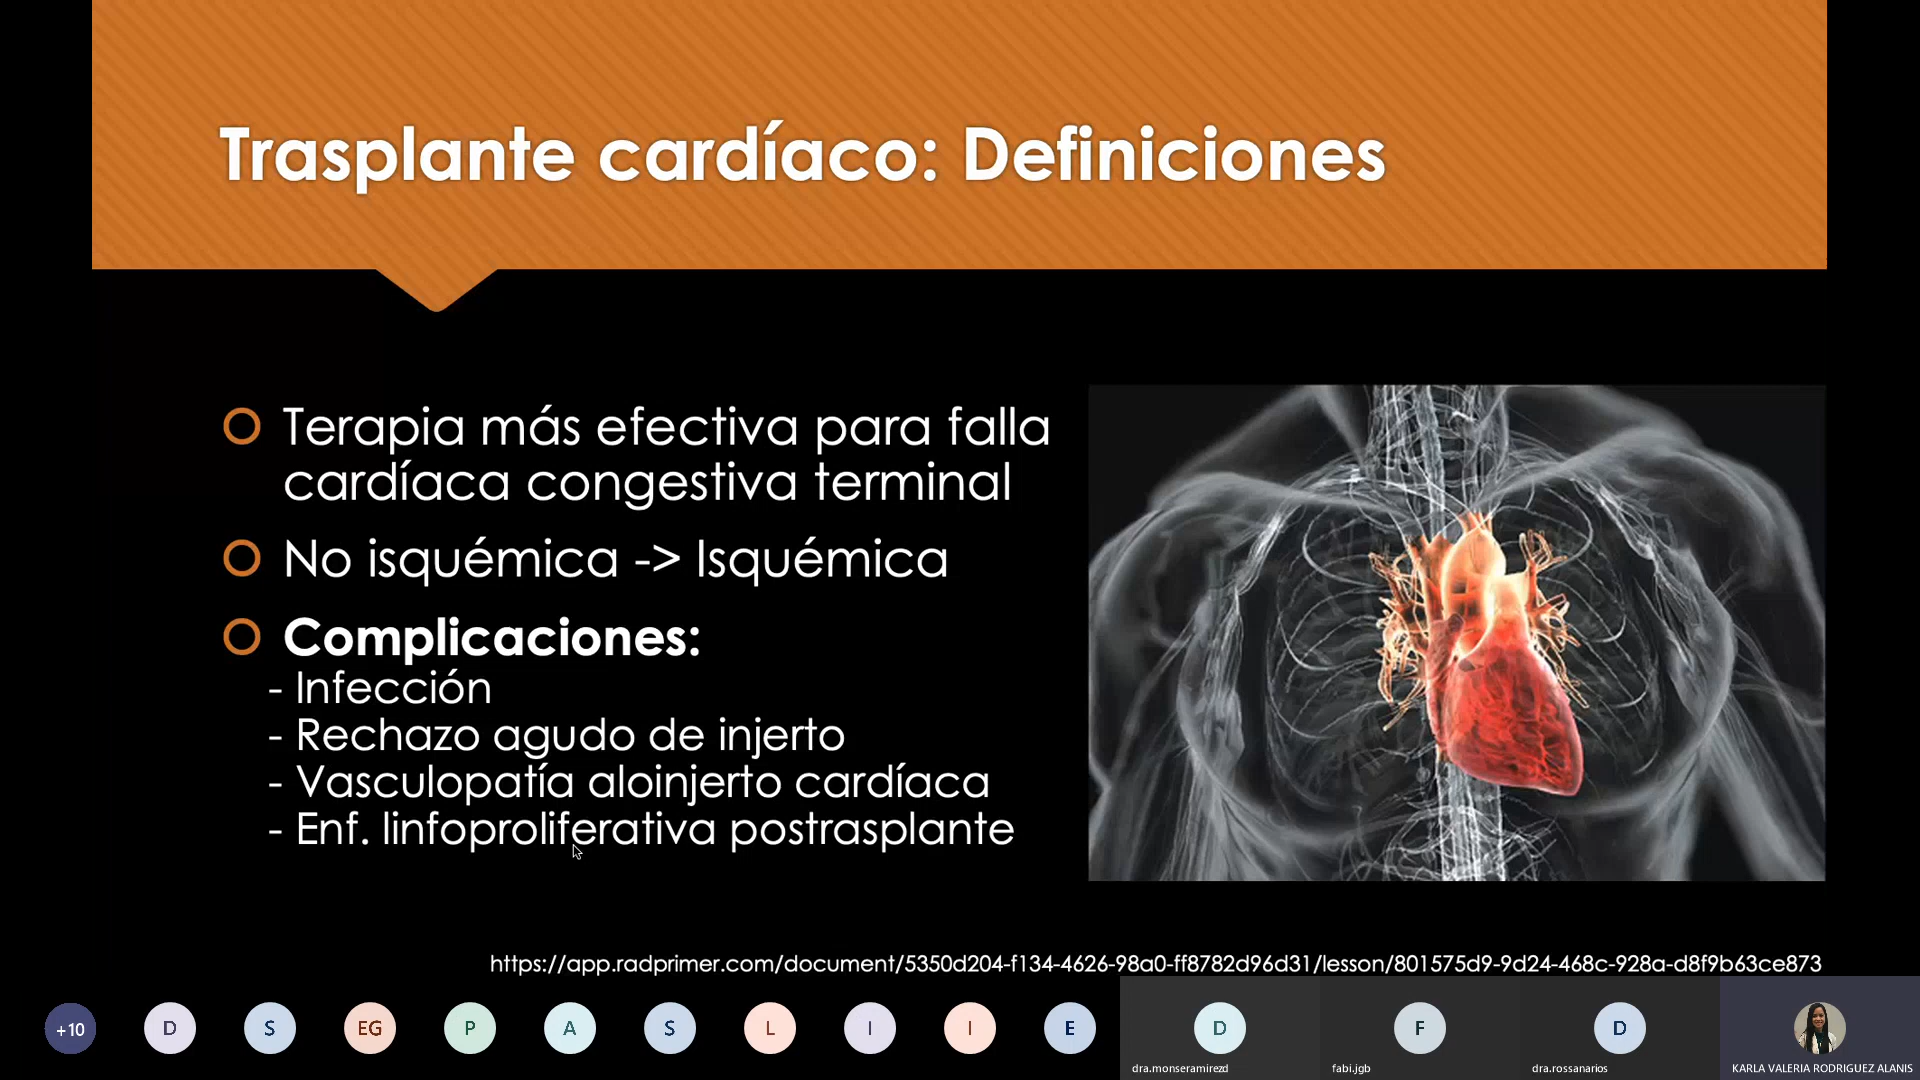 Trasplante cardíaco: Definiciones
Terapia más efectiva para falla
cardíaca congestiva terminal
No isquémica -> Isquémica
Complicaciones:
- Infección
- Rechazo agudo de injerto
- Vasculopatía aloinjerto cardíaca
- Enf. linfoproliferativa postrasplante
https://app.radprimer.com/document/5350d204-f134-4626-98a0-ff8782d96d31/lesson/801575d9-9d24-468c-928a-d8f9b63ce873
+10
D
S
EG
P
A
S
L
I
I
E
D
F
D
dra.monseramirezd
fabi.jgb
dra.rossanarios
KARLA VALERIA RODRIGUEZ ALANIS